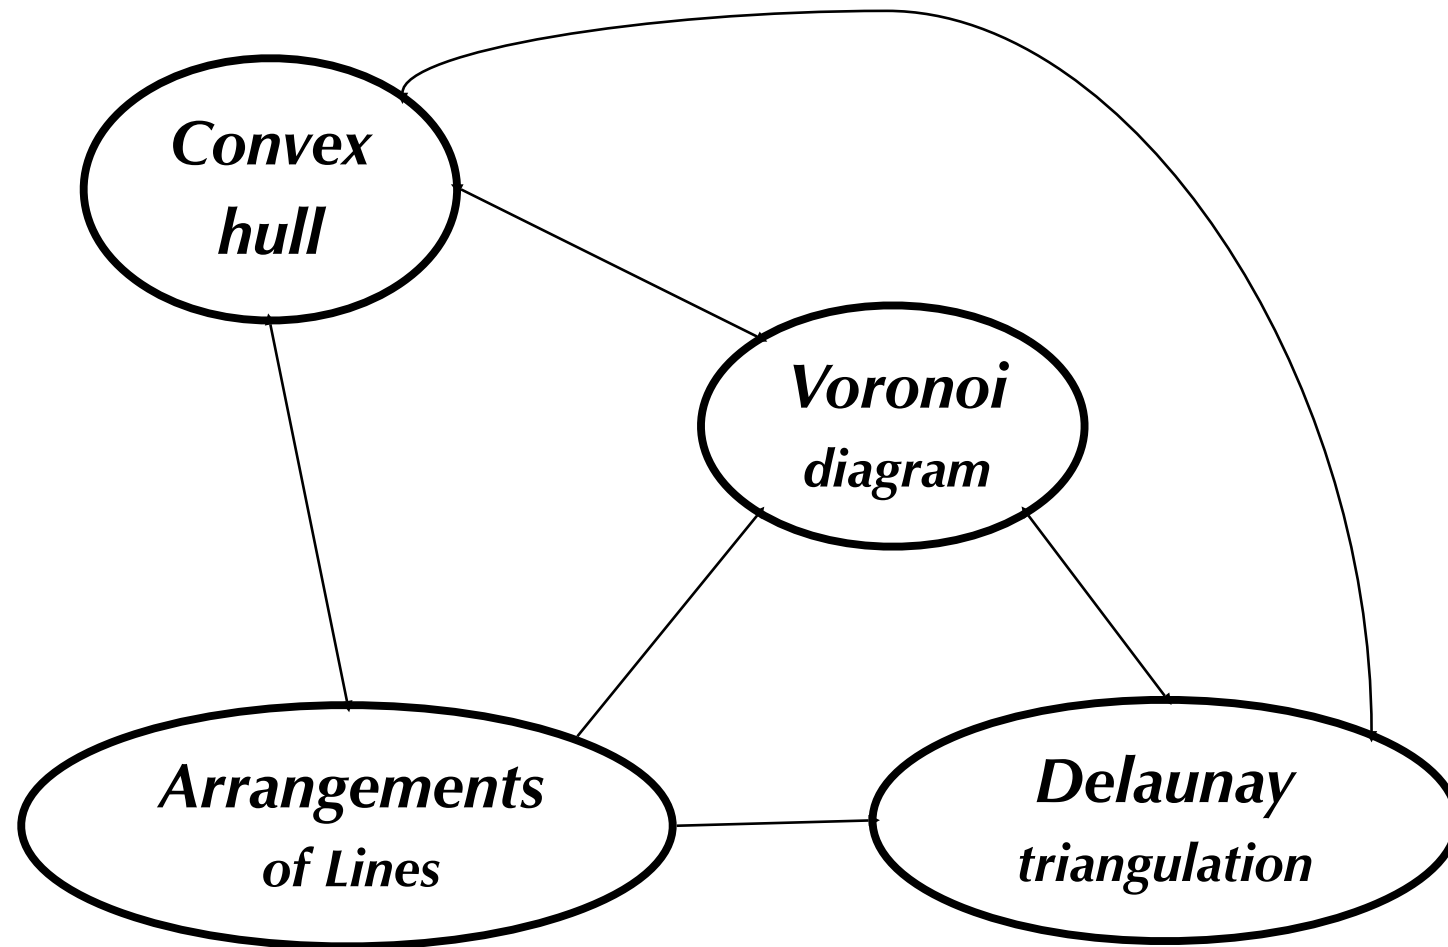 Convex
hull
Voronoi
diagram
Arrangements
of Lines
Delaunay
triangulation